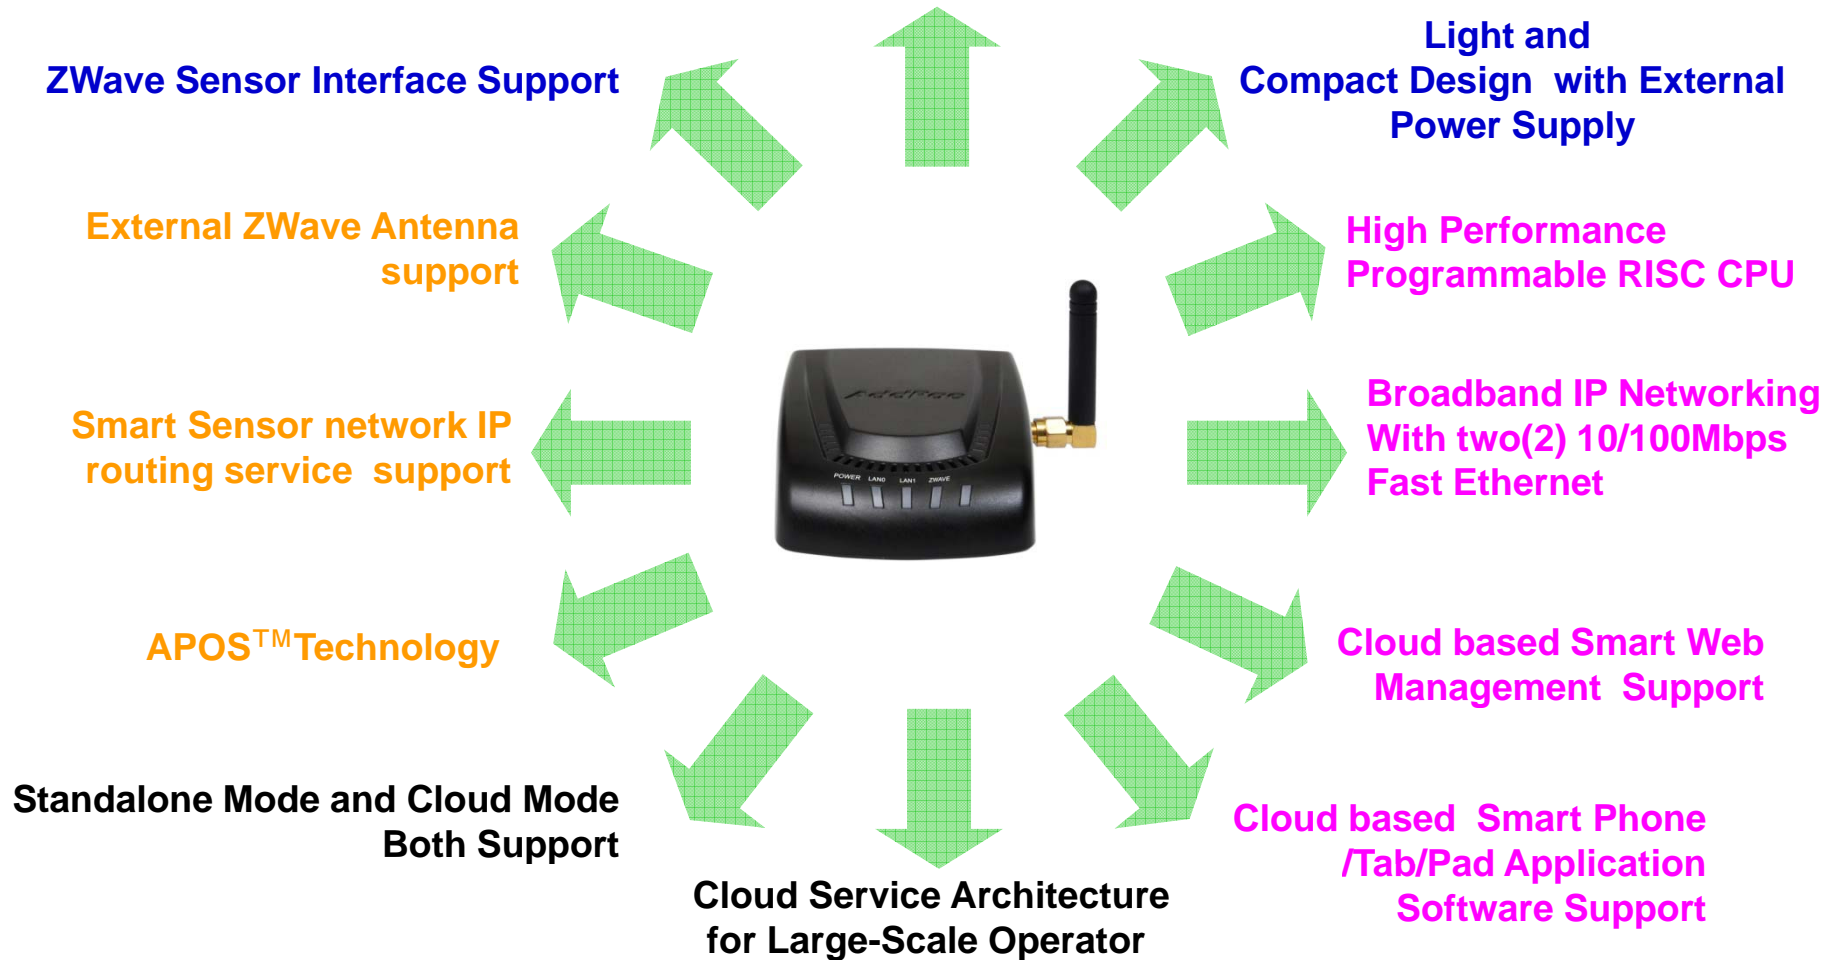 ZWave Sensor Interface Support
Light and
Compact Design with External
Power Supply
External ZWave Antenna
support
High Performance
Programmable RISC CPU
Smart Sensor network IP
routing service support
Broadband IP Networking
With two(2) 10/100Mbps
Fast Ethernet
AddPac
POWER LAN0 LAN1 ZWAVE
APOS™Technology
Cloud based Smart Web
Management Support
Standalone Mode and Cloud Mode
Both Support
Cloud based Smart Phone
/Tab/Pad Application
Software Support
Cloud Service Architecture
for Large-Scale Operator